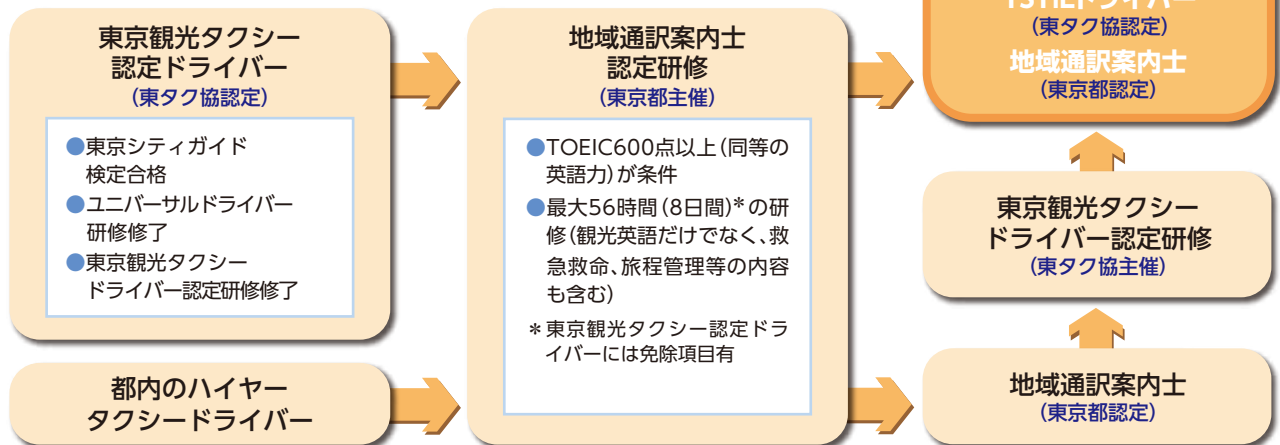 東京観光タクシー
認定ドライバー
（東タク協認定）
●東京シティガイド
検定合格
●ユニバーサルドライバー
研修修了
●東京観光タクシー
ドライバー認定研修修了
都内のハイヤー
タクシードライバー
地域通訳案内士
認定研修
（東京都主催）
●TOEIC600点以上（同等の
英語力）が条件
●最大56時間（8日間）＊の研
修（観光英語だけでなく、救
急救命、旅程管理等の内容
も含む）
＊東京観光タクシー認定ドラ
イバーには免除項目有
ドライバー
（東タク協認定）
地域通訳案内士
（東京都認定）
東京観光タクシー
ドライバー認定研修
（東タク協主催）
地域通訳案内士
（東京都認定）